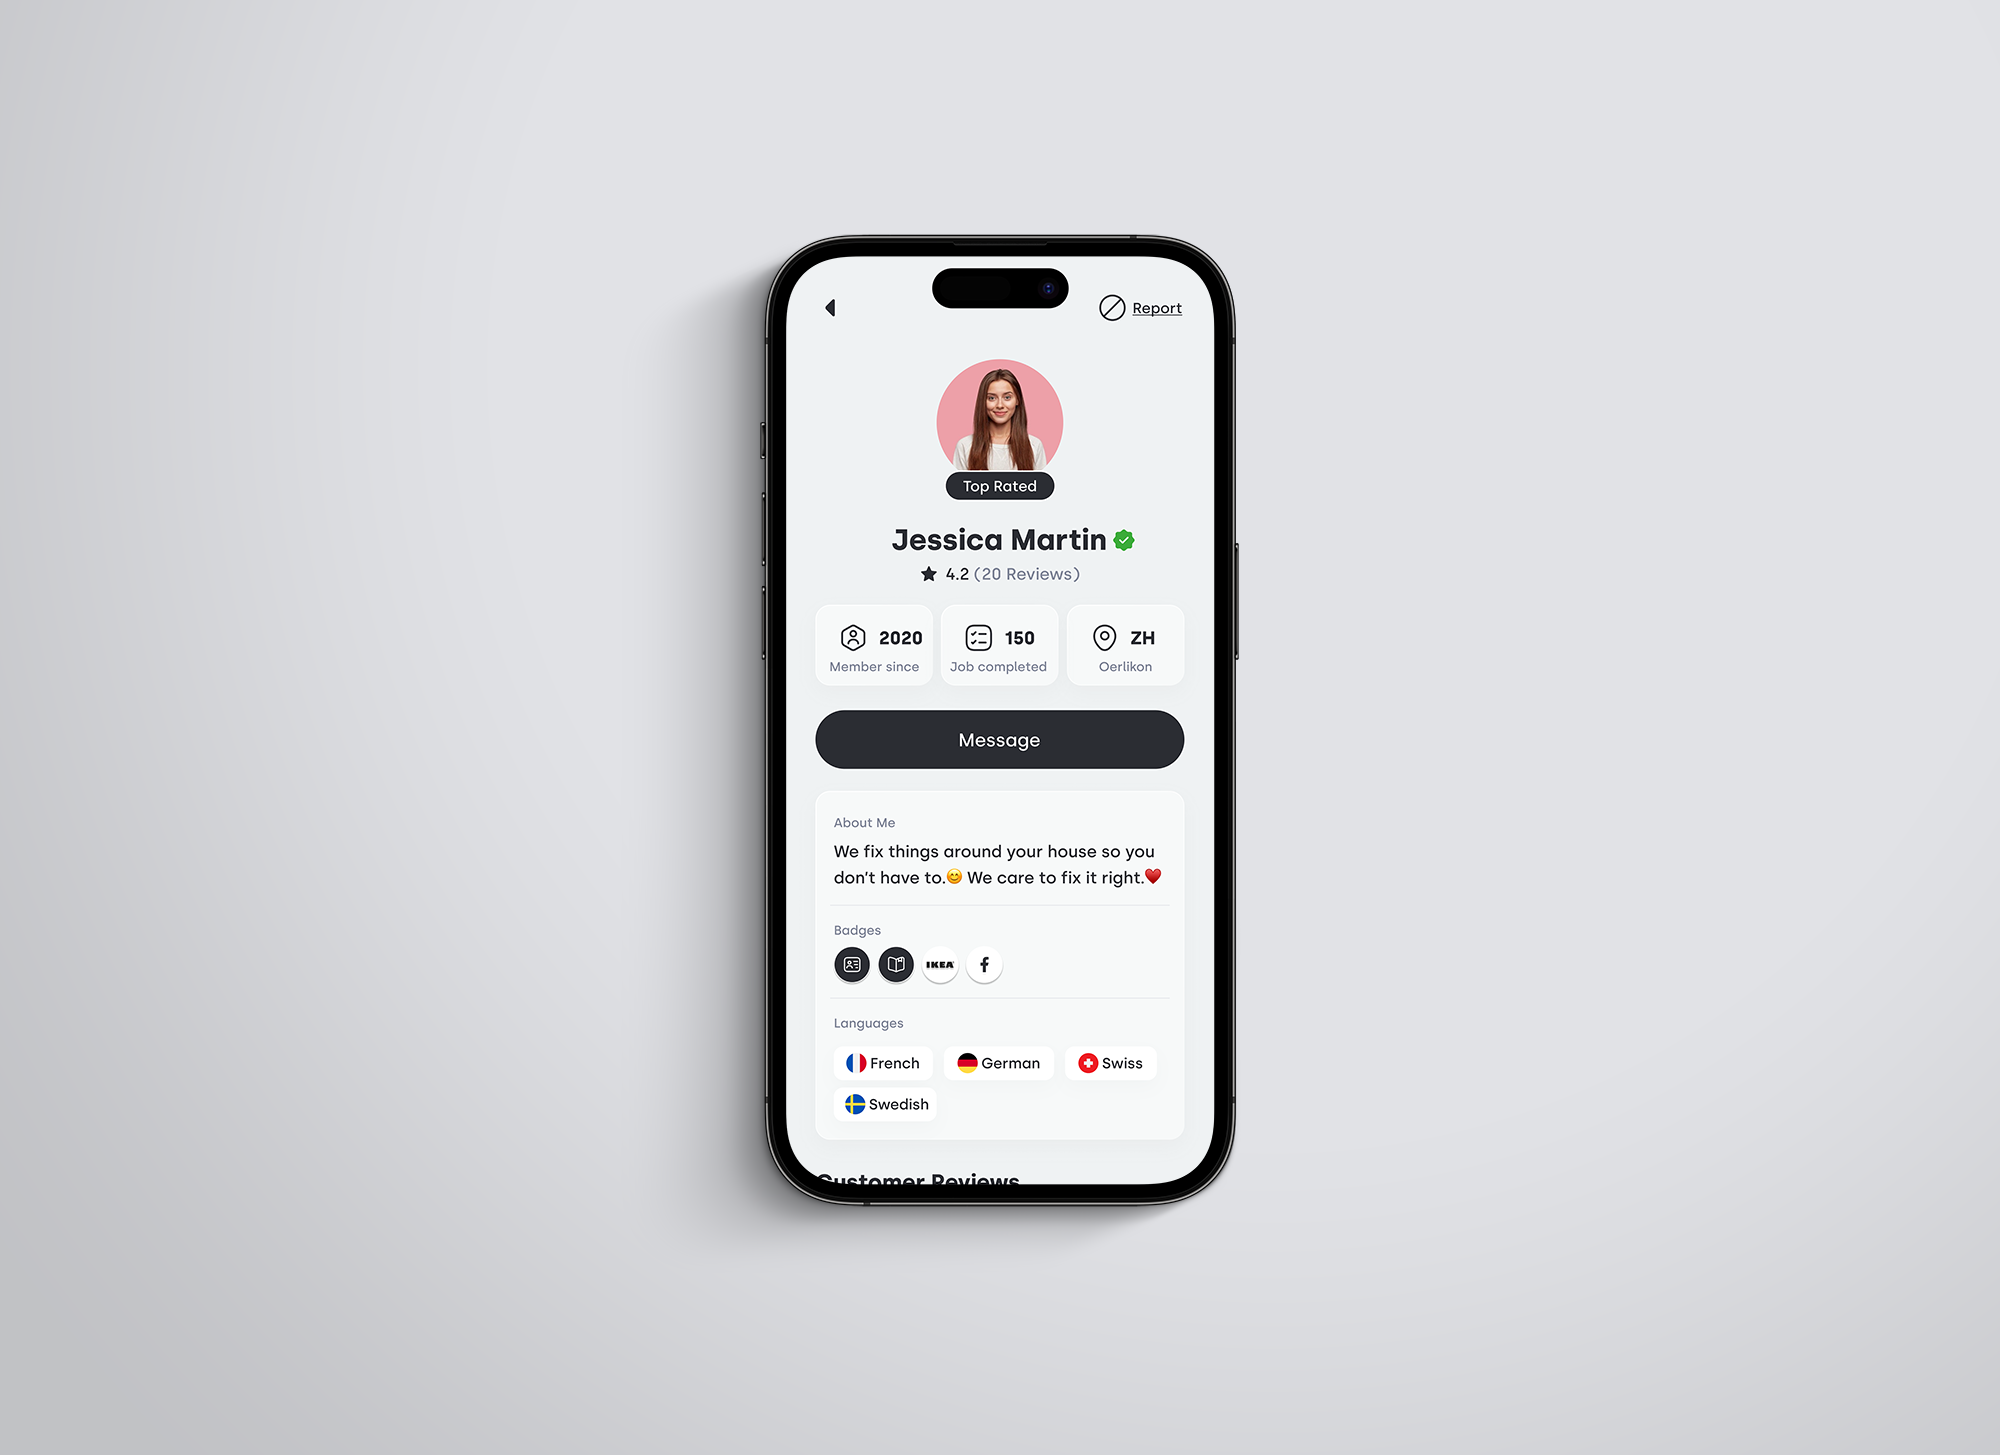 Report
Top Rated
Jessica Martin
4.2 (20 Reviews)
2020
Member since
150
Job completed
ZH
Oerlikon
Message
About Me
We fix things around your house so you
don't have to.😊 We care to fix it right.♥️
Badges
IKEA
Languages
French
German
Swiss
Swedish
Customer Reviews